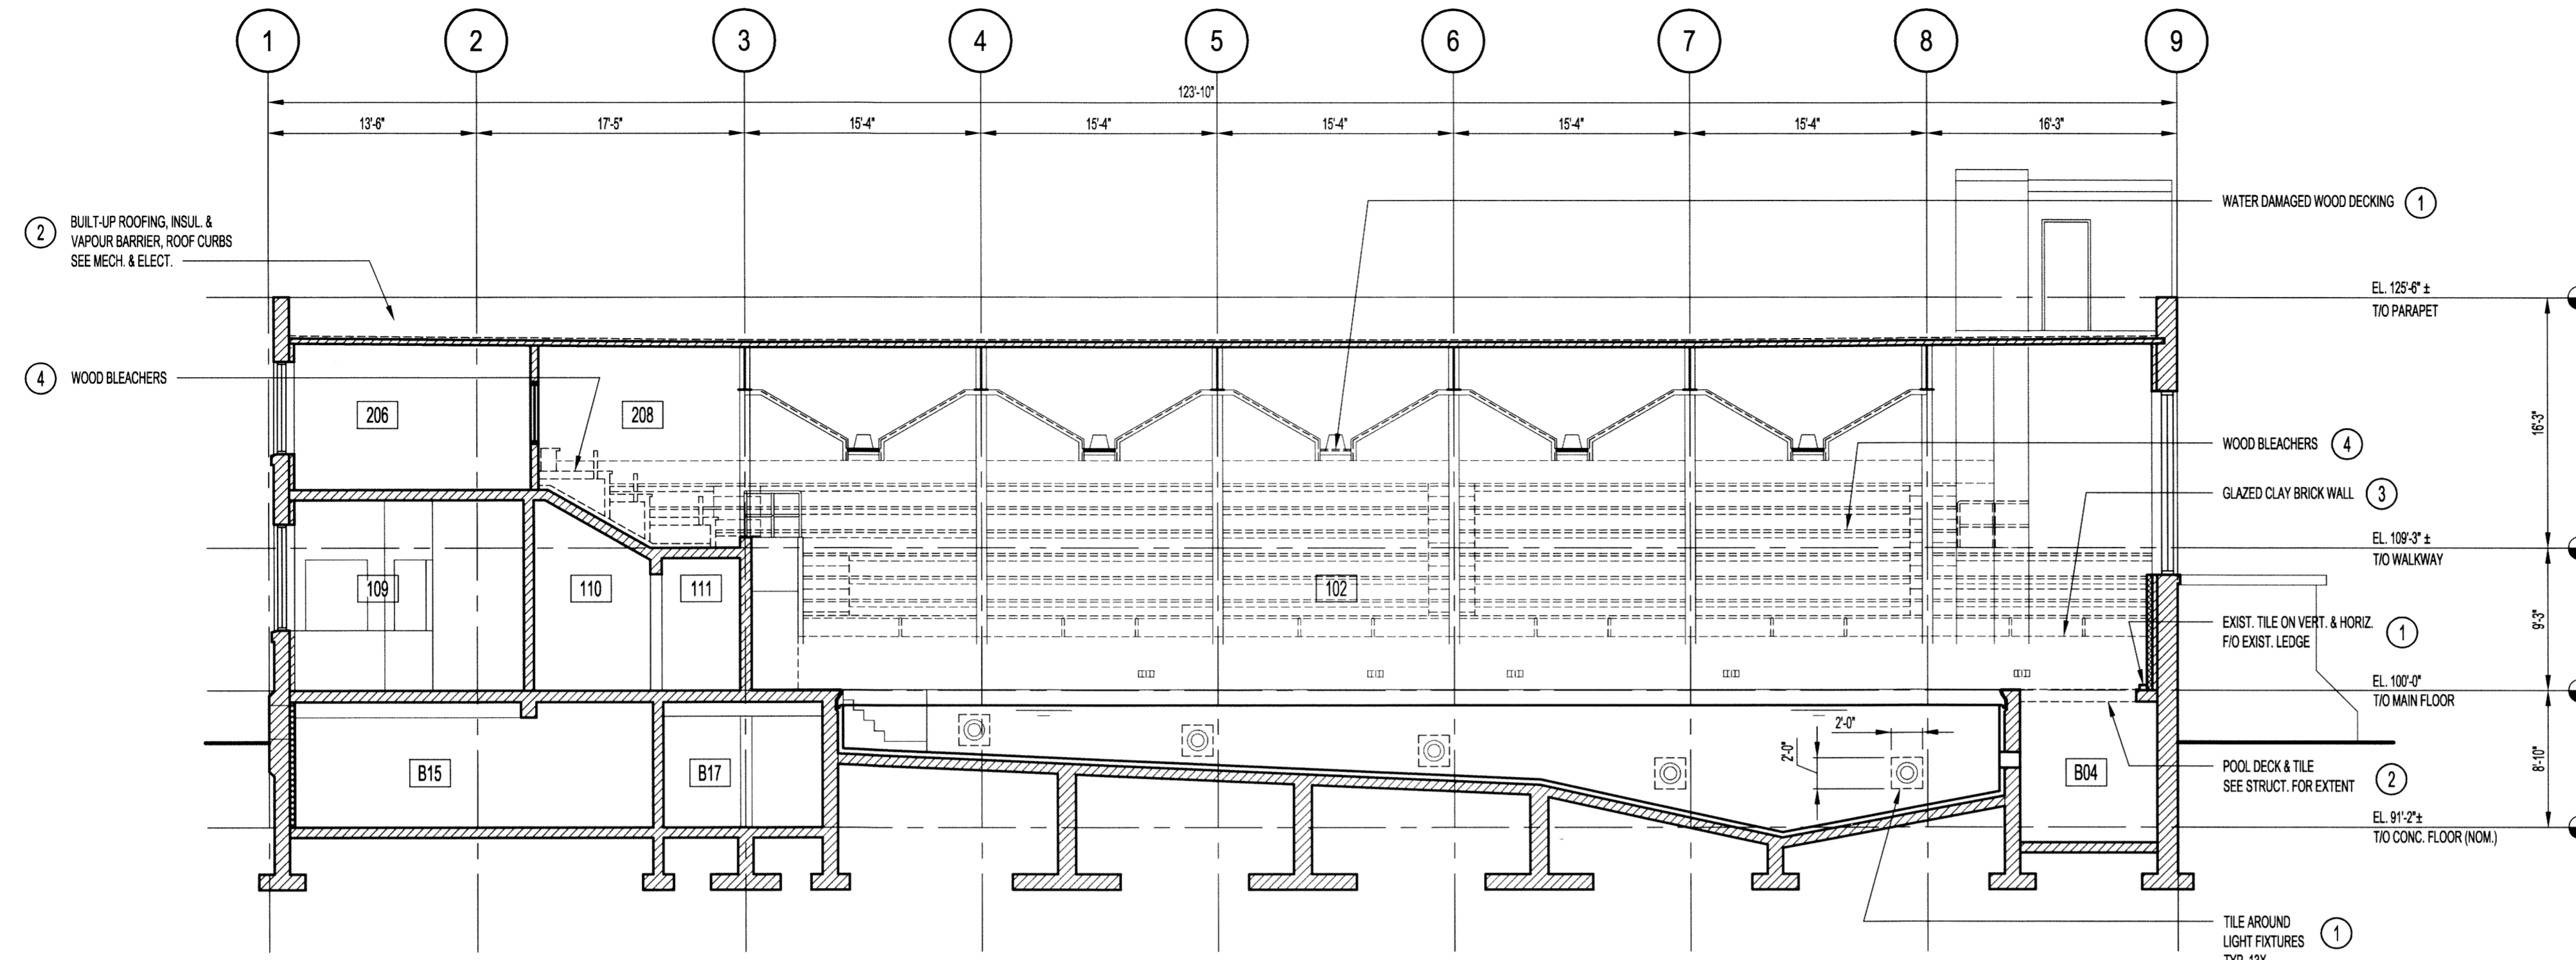 1 2 3 4 5 6 7 8 9
123'-10"
13'-6" 17'-5" 15'-4" 15'-4" 15'-4" 15'-4" 15'-4" 16'-3"
WATER DAMAGED WOOD DECKING 1
2 BUILT-UP ROOFING, INSUL. &
VAPOUR BARRIER, ROOF CURBS
SEE MECH. & ELECT.
EL. 125'-6" ±
T/O PARAPET
4 WOOD BLEACHERS
206 208
16'-3"
WOOD BLEACHERS 4
GLAZED CLAY BRICK WALL 3
EL. 109'-3" ±
T/O WALKWAY
109 110 111 102
9'-3"
EXIST. TILE ON VERT. & HORIZ.
F/O EXIST. LEDGE
1
EL. 100'-0"
T/O MAIN FLOOR
2'-0"
2'-0"
8'-10"
B15 B17 B04
POOL DECK & TILE
SEE STRUCT. FOR EXTENT
2
EL. 91'-2"±
T/O CONC. FLOOR (NOM.)
TILE AROUND
LIGHT FIXTURES
1
TYP. 12X